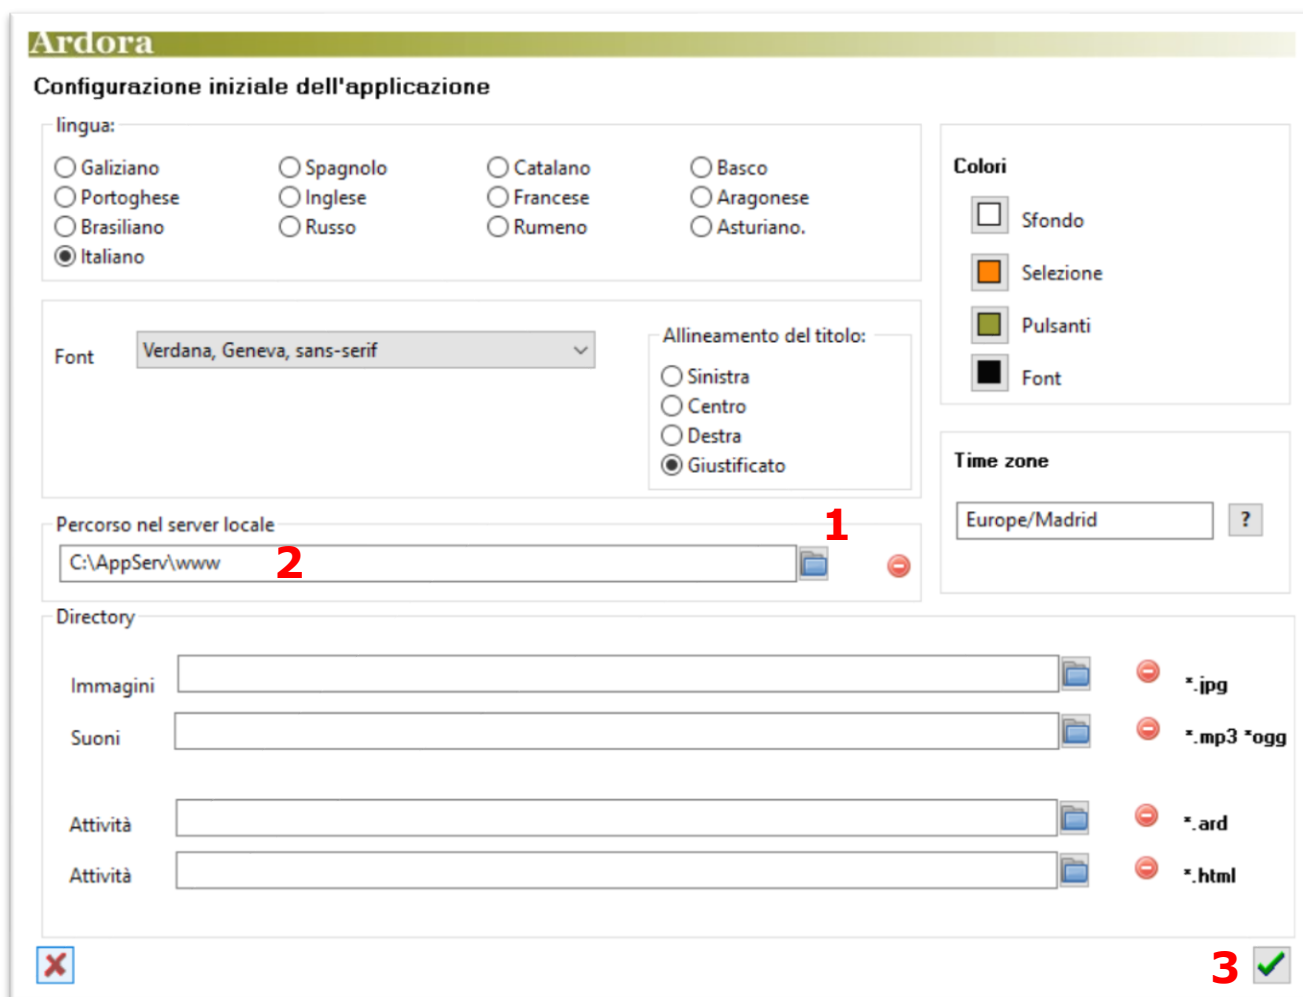 Ardora
Configurazione iniziale dell'applicazione
lingua:
Galiziano Spagnolo Catalano Basco
Portoghese Inglese Francese Aragonese
Brasiliano Russo Rumeno Asturiano.
Italiano
Colori
Sfondo
Selezione
Pulsanti
Font
Font Verdana, Geneva, sans-serif
Allineamento del titolo:
Sinistra
Centro
Destra
Giustificato
Time zone
Europe/Madrid ?
Percorso nel server locale
1
C:\AppServ\www 2
Directory
Immagini *.jpg
Suoni *.mp3 *ogg
Attività *.ard
Attività *.html
3